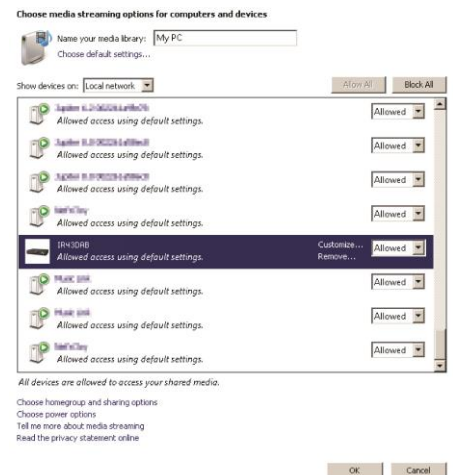 Choose media streaming options for computers and devices
Name your media library: My PC
Choose default settings...
Show devices on: Local network
Allow All
Block All
Allowed
Allowed access using default settings.
Allowed
Allowed access using default settings.
Allowed
Allowed access using default settings.
Allowed
Allowed access using default settings.
IR43DAB
Customize...
Allowed
Allowed access using default settings.
Remove...
Allowed
Allowed access using default settings.
Allowed
Allowed access using default settings.
Allowed
Allowed access using default settings.
All devices are allowed to access your shared media.
Choose homegroup and sharing options
Choose power options
Tell me more about media streaming
Read the privacy statement online
OK
Cancel